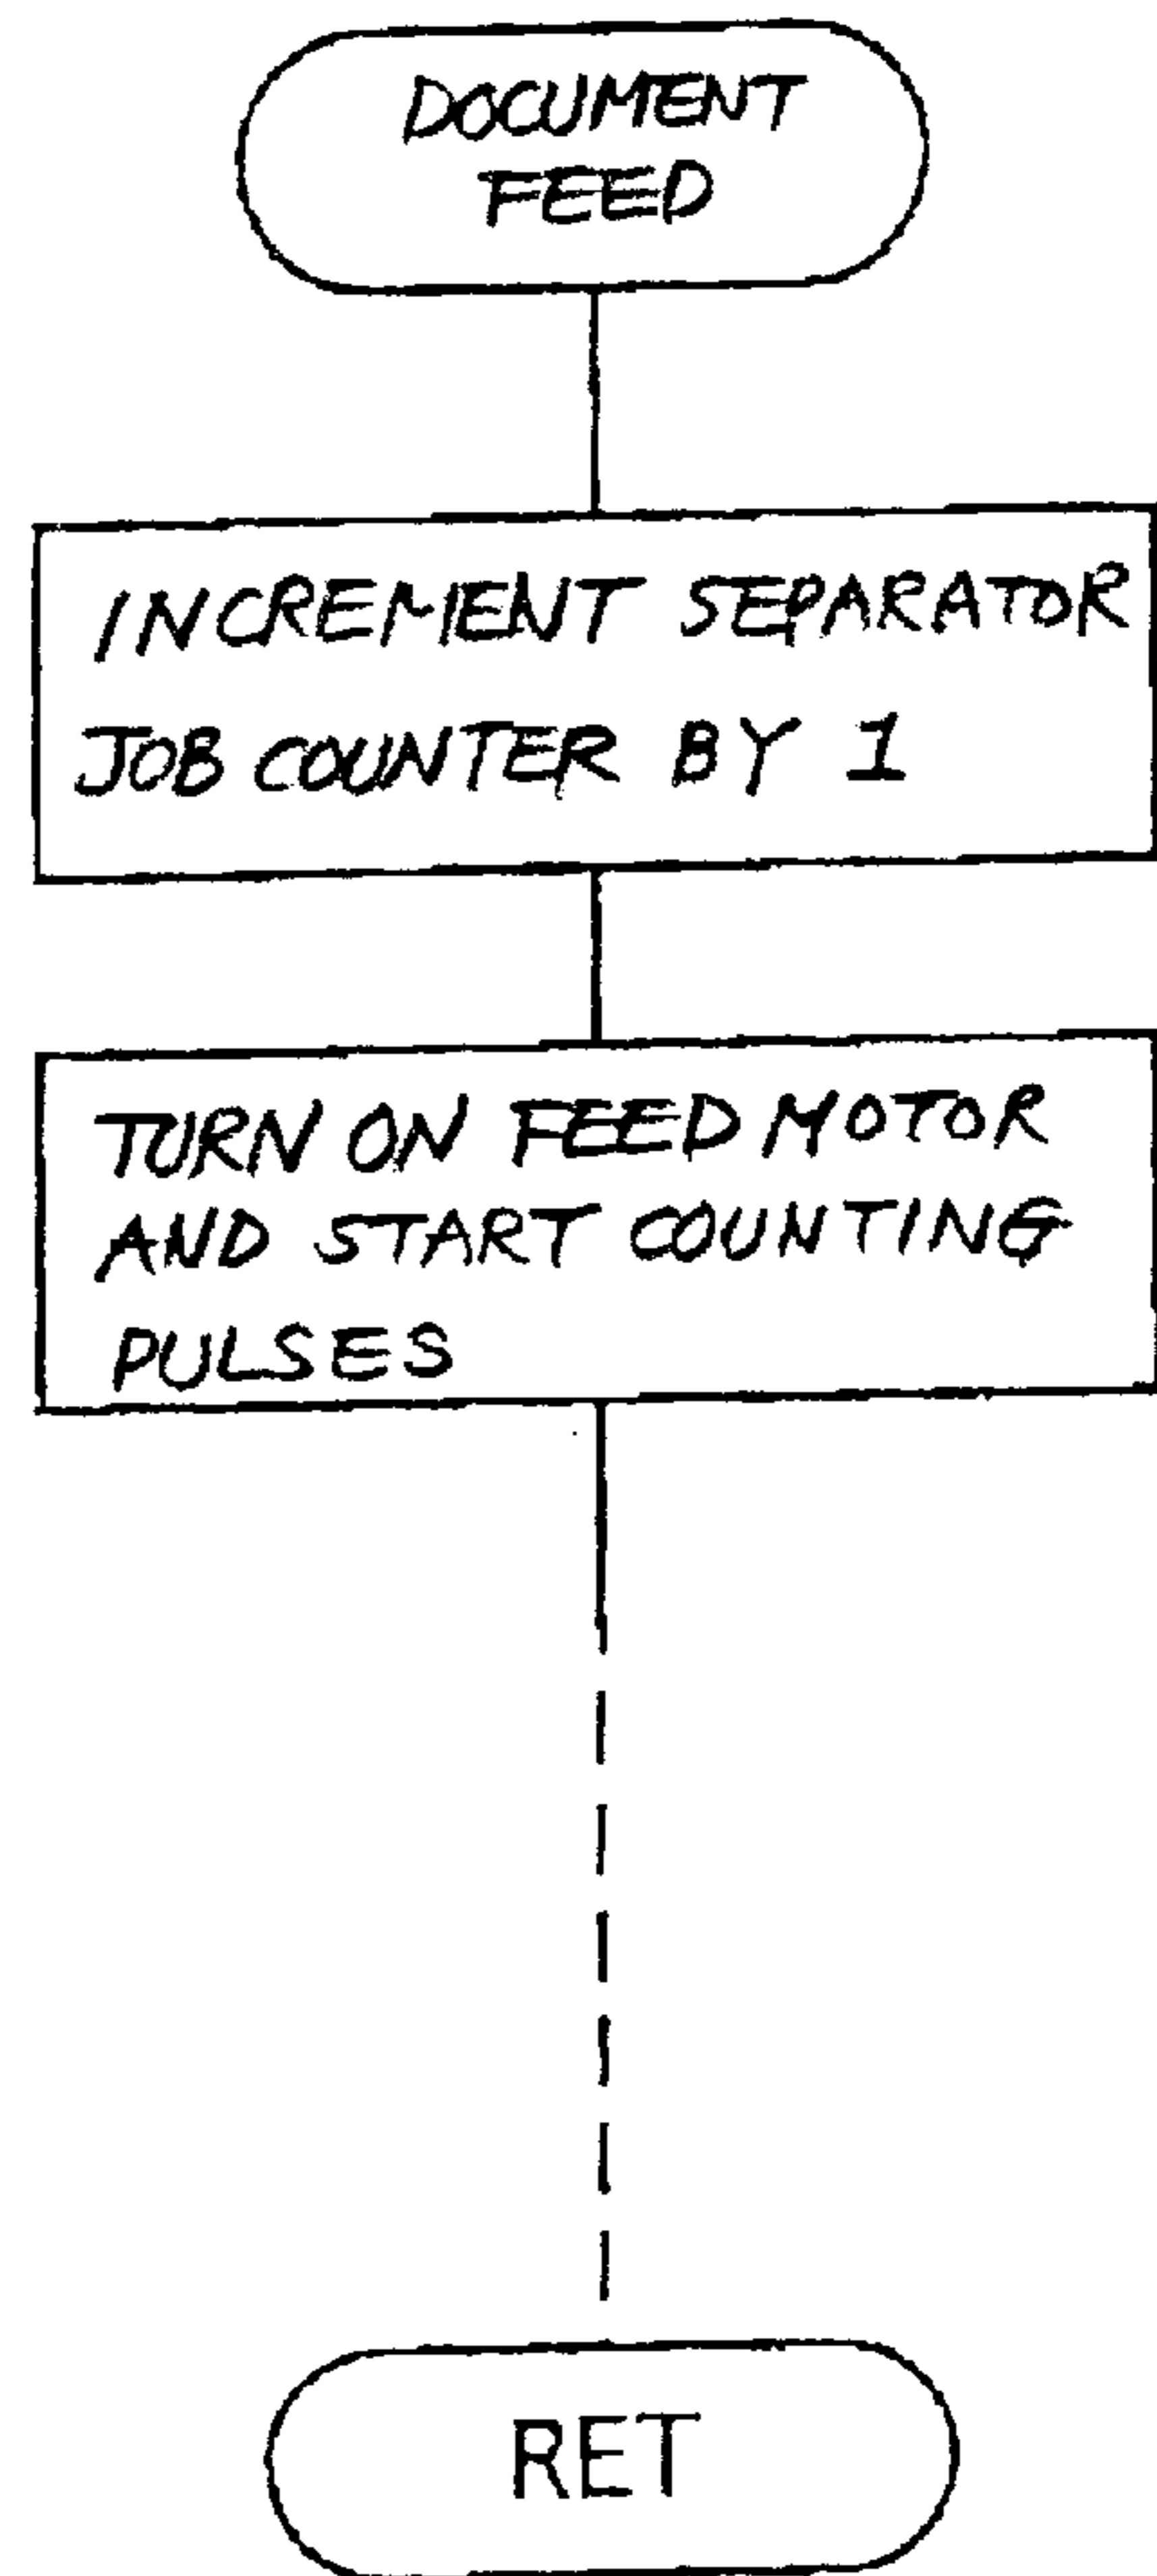 DOCUMENT
FEED
INCREMENT SEPARATOR
JOB COUNTER BY 1
TURN ON FEED MOTOR
AND START COUNTING
PULSES
RET